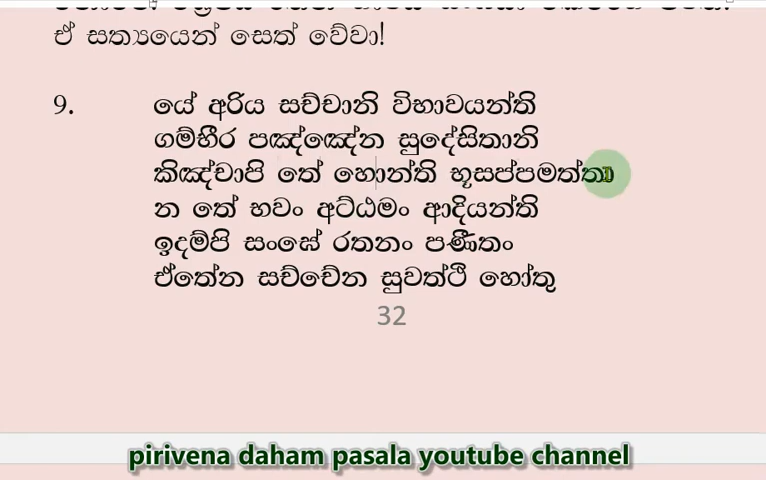 ඒ සත්‍යයෙන් සෙත් වේවා!
9. යේ අරිය සච්චානි විභාවයන්ති
ගම්භීර පඤ්ඤේන සුදේසිතානි
කිඤ්චාපි තේ හොන්ති භූසප්පමත්තා
න තේ භවං අට්ඨමං ආදියන්ති
ඉදම්පි සංඝේ රතනං පණීතං
ඒතේන සච්චේන සුවත්ථි හෝතු
32
pirivena daham pasala youtube channel